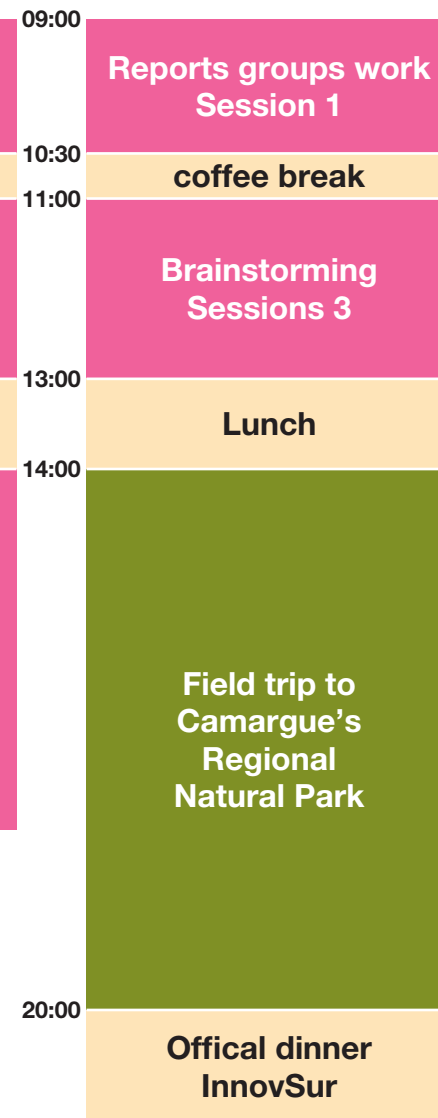 09:00
Reports groups work
Session 1
10:30
coffee break
11:00
Brainstorming
Sessions 3
13:00
Lunch
14:00
Field trip to
Camargue’s
Regional
Natural Park
20:00
Offical dinner
InnovSur